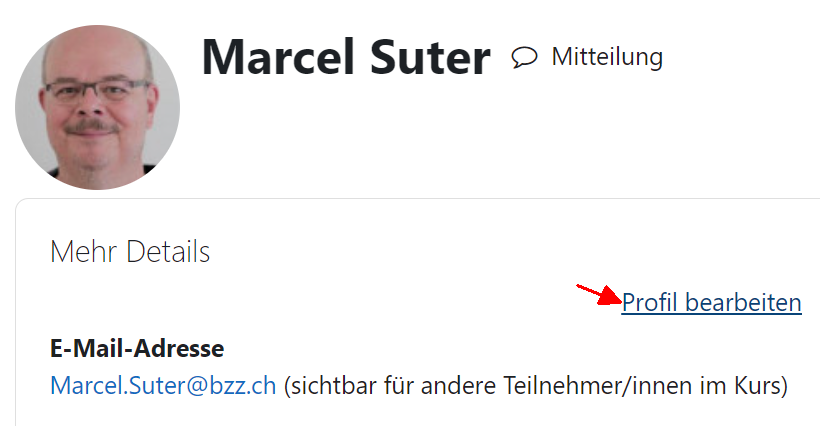 Marcel Suter Mitteilung
Mehr Details
Profil bearbeiten
E-Mail-Adresse
Marcel.Suter@bzz.ch (sichtbar für andere Teilnehmer/innen im Kurs)